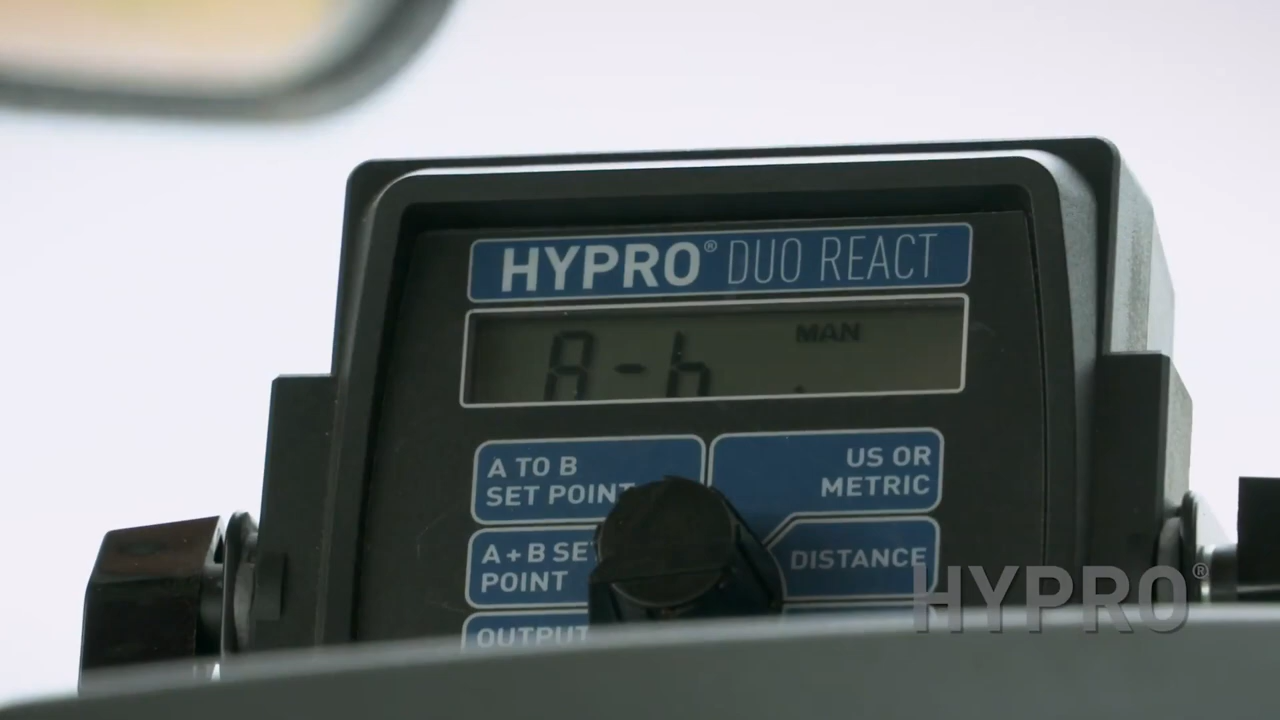 HYPRO® DUO REACT
MAN
A-b
A TO B
SET POINT
US OR
METRIC
A + B SET
POINT
DISTANCE
OUTPUT
HYPRO®